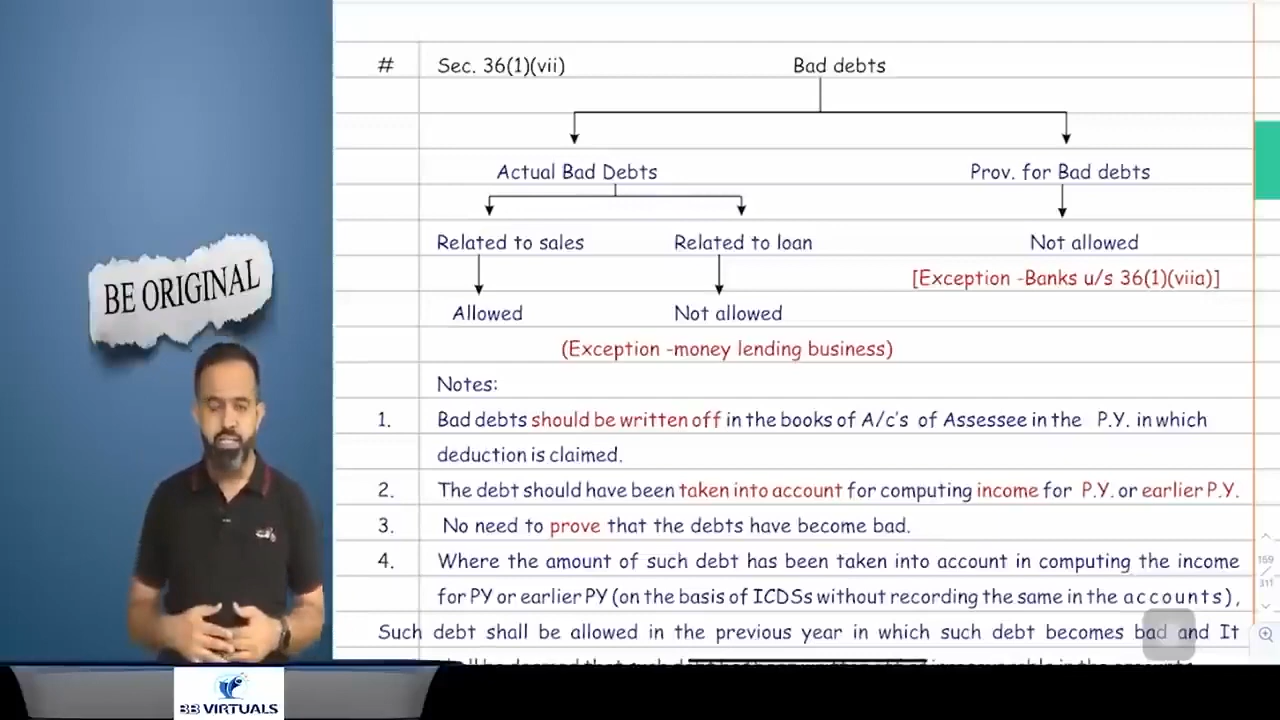 # Sec. 36(1)(vii) Bad debts
Actual Bad Debts Prov. for Bad debts
Related to sales Related to loan Not allowed
[Exception -Banks u/s 36(1)(viia)]
Allowed Not allowed
(Exception -money lending business)
Notes:
1. Bad debts should be written off in the books of A/c's of Assessee in the P.Y. in which
deduction is claimed.
2. The debt should have been taken into account for computing income for P.Y. or earlier P.Y.
3. No need to prove that the debts have become bad.
4. Where the amount of such debt has been taken into account in computing the income
for PY or earlier PY (on the basis of ICDSs without recording the same in the accounts),
Such debt shall be allowed in the previous year in which such debt becomes bad and It
BE ORIGINAL
BB VIRTUALS
169
/
311